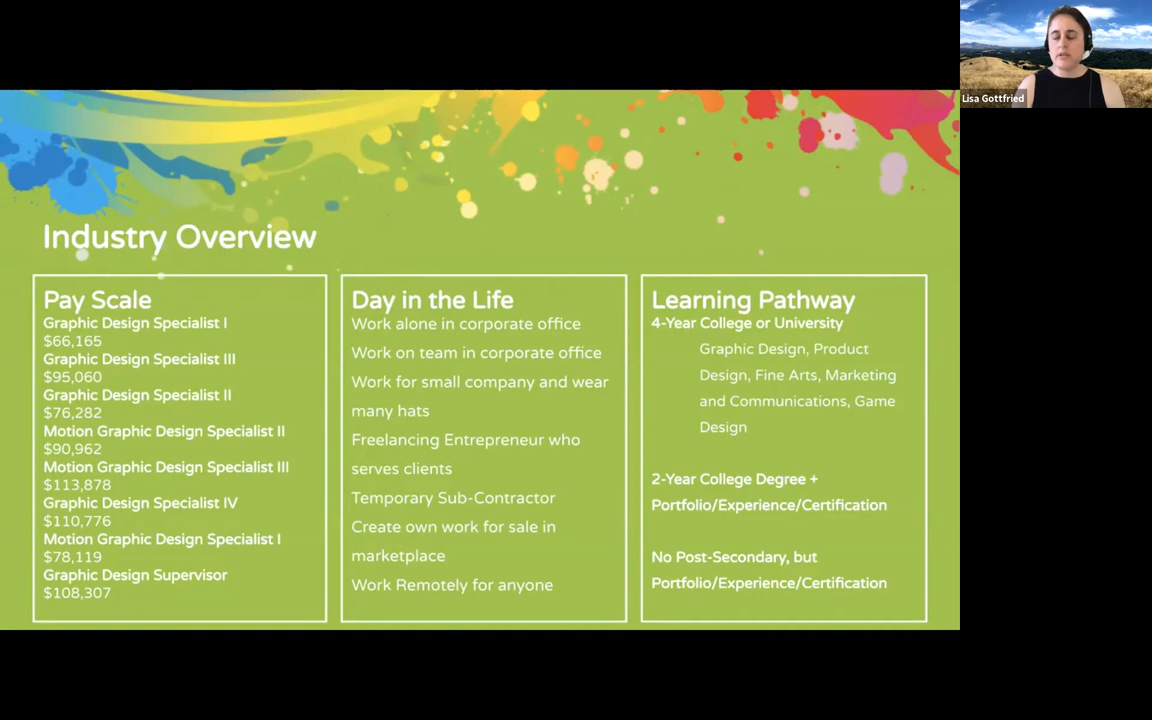 Lisa Gottfried
Industry Overview
Pay Scale
Graphic Design Specialist I
$66,165
Graphic Design Specialist III
$95,060
Graphic Design Specialist II
$76,282
Motion Graphic Design Specialist II
$90,962
Motion Graphic Design Specialist III
$113,878
Graphic Design Specialist IV
$110,776
Motion Graphic Design Specialist I
$78,119
Graphic Design Supervisor
$108,307
Day in the Life
Work alone in corporate office
Work on team in corporate office
Work for small company and wear
many hats
Freelancing Entrepreneur who
serves clients
Temporary Sub-Contractor
Create own work for sale in
marketplace
Work Remotely for anyone
Learning Pathway
4-Year College or University
Graphic Design, Product
Design, Fine Arts, Marketing
and Communications, Game
Design
2-Year College Degree +
Portfolio/Experience/Certification
No Post-Secondary, but
Portfolio/Experience/Certification